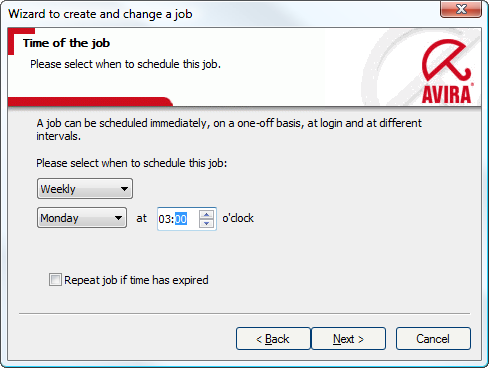 Wizard to create and change a job
Time of the job
Please select when to schedule this job.
AVIRA
A job can be scheduled immediately, on a one-off basis, at login and at different
intervals.
Please select when to schedule this job:
Weekly
Monday at 03:00 o'clock
Repeat job if time has expired
< Back Next > Cancel